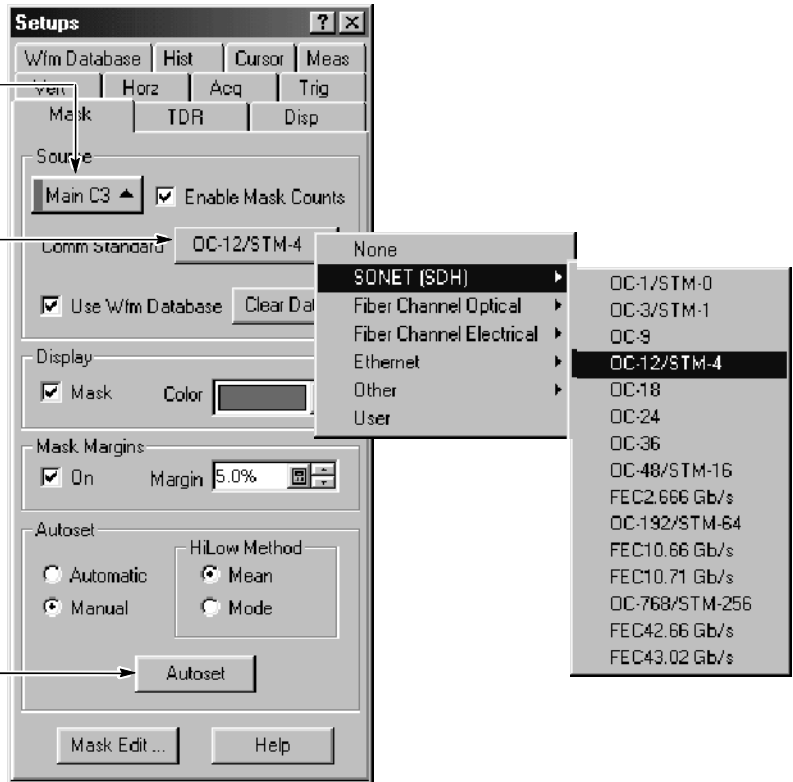 Setups
Wfm Database Hist Cursor Meas
Vert Horz Acq Trig
Mask TDR Disp
Source
Main C3 Enable Mask Counts
Comm Standard OC-12/STM-4
Use Wfm Database Clear Dat
Display
Mask Color
Mask Margins
On Margin 5.0%
Autoset
HiLow Method
Automatic Mean
Manual Mode
Autoset
Mask Edit ... Help
None
SONET (SDH)
Fiber Channel Optical
Fiber Channel Electrical
Ethernet
Other
User
OC-1/STM-0
OC-3/STM-1
OC-9
OC-12/STM-4
OC-18
OC-24
OC-36
OC-48/STM-16
FEC2.666 Gb/s
OC-192/STM-64
FEC10.66 Gb/s
FEC10.71 Gb/s
OC-768/STM-256
FEC42.66 Gb/s
FEC43.02 Gb/s